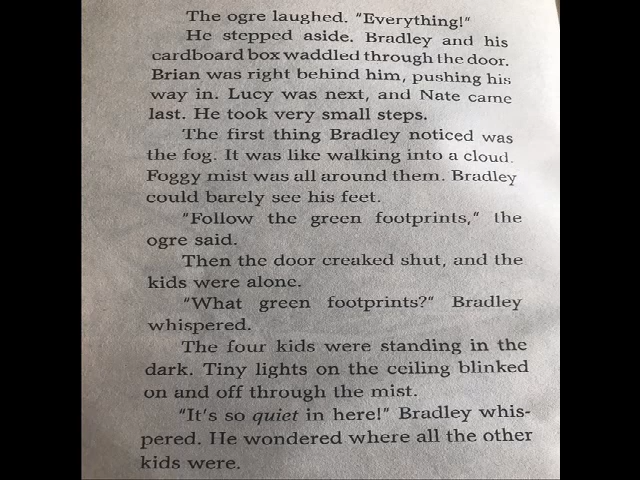 The ogre laughed. "Everything!"
He stepped aside. Bradley and his
cardboard box waddled through the door.
Brian was right behind him, pushing his
way in. Lucy was next, and Nate came
last. He took very small steps.
The first thing Bradley noticed was
the fog. It was like walking into a cloud.
Foggy mist was all around them. Bradley
could barely see his feet.
"Follow the green footprints," the
ogre said.
Then the door creaked shut, and the
kids were alone.
"What green footprints?" Bradley
whispered.
The four kids were standing in the
dark. Tiny lights on the ceiling blinked
on and off through the mist.
"It's so quiet in here!" Bradley whis-
pered. He wondered where all the other
kids were.